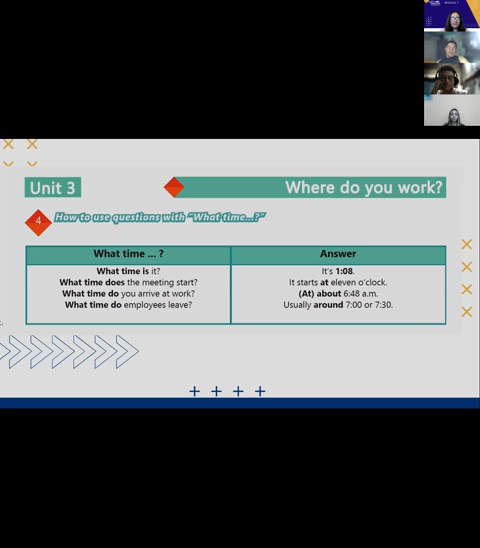 Unit 3
Where do you work?
4
How to use questions with "What time...?"
What time ... ?
Answer
What time is it?
It's 1:08.
What time does the meeting start?
It starts at eleven o'clock.
What time do you arrive at work?
(At) about 6:48 a.m.
What time do employees leave?
Usually around 7:00 or 7:30.